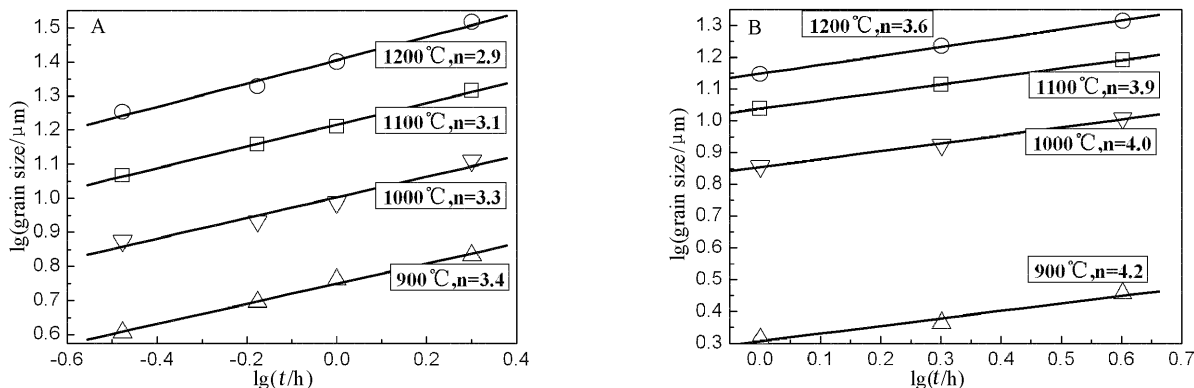 A
1.5
1.4
1.3
1.2
1.1
1.0
0.9
0.8
0.7
0.6
lg(grain size/μm)
1200℃,n=2.9
1100℃,n=3.1
1000℃,n=3.3
900℃,n=3.4
-0.6
-0.4
-0.2
0.0
0.2
0.4
lg(t/h)
B
1.3
1.2
1.1
1.0
0.9
0.8
0.7
0.6
0.5
0.4
0.3
lg(grain size/μm)
1200℃,n=3.6
1100℃,n=3.9
1000℃,n=4.0
900℃,n=4.2
0.0
0.1
0.2
0.3
0.4
0.5
0.6
0.7
lg(t/h)